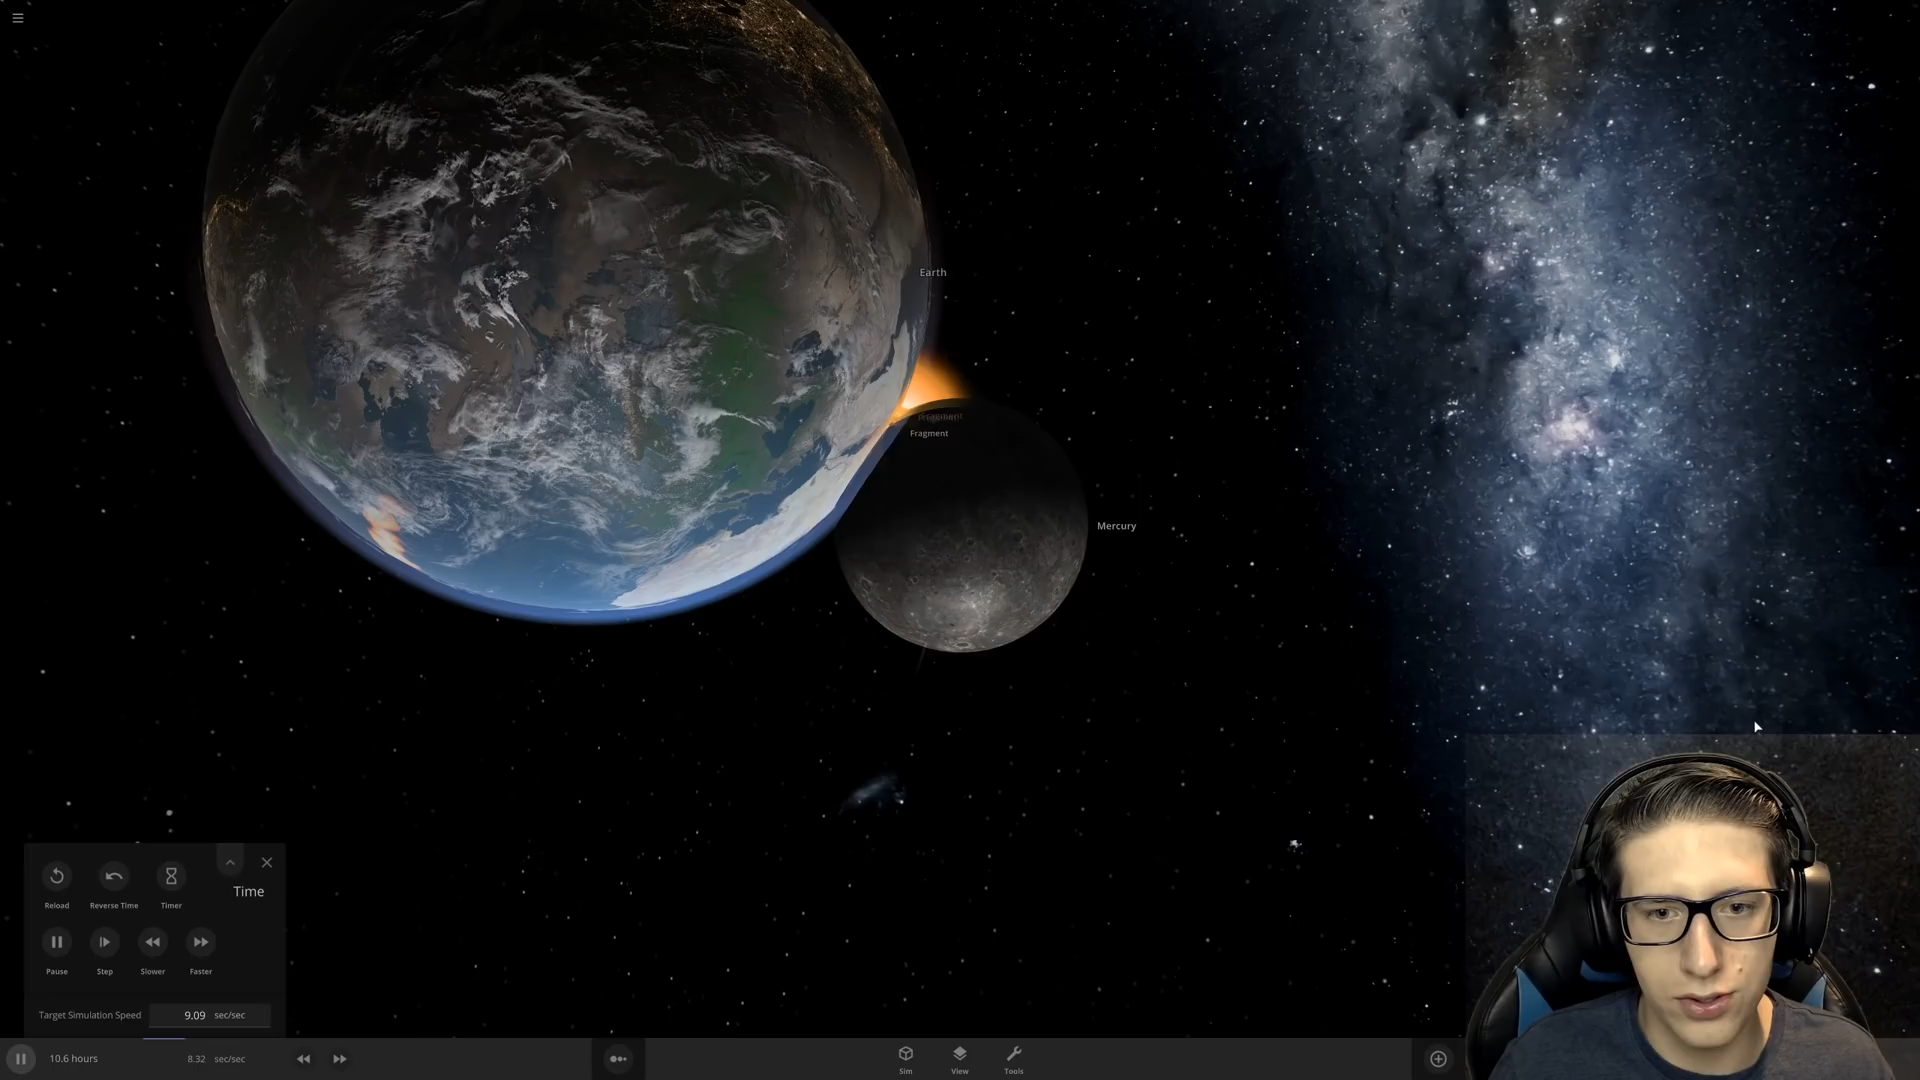 Earth
Fragment
Fragment
Mercury
Time
Reload
Reverse Time
Timer
Pause
Step
Slower
Faster
Target Simulation Speed 9.09 sec/sec
10.6 hours 8.32 sec/sec
Sim
View
Tools